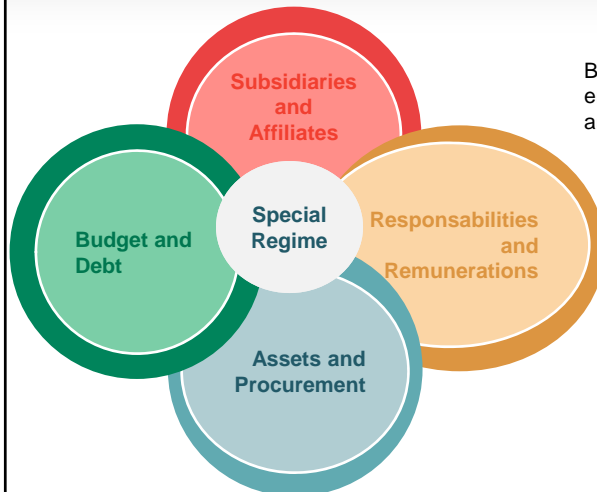 Subsidiaries
and
Affiliates
Special
Regime
Responsabilities
and
Remunerations
Budget and
Debt
Assets and
Procurement